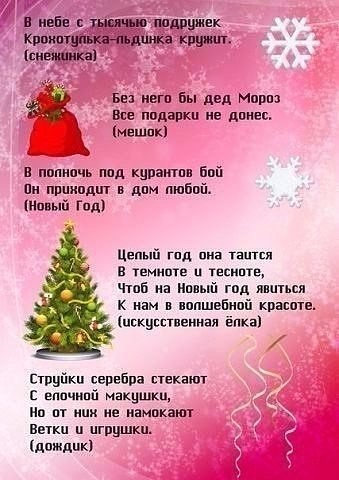 В небе с тысячью подружек
Крохотулька-льдинка кружит.
(снежинка)
Без него бы дед Мороз
Все подарки не донес.
(мешок)
В полночь под курантов бой
Он приходит в дом любой.
(Новый Год)
Целый год она таится
В темноте и тесноте,
Чтоб на Новый год явиться
К нам в волшебной красоте.
(искусственная ёлка)
Струйки серебра стекают
С елочной макушки,
Но от них не намокают
Ветки и игрушки.
(дождик)